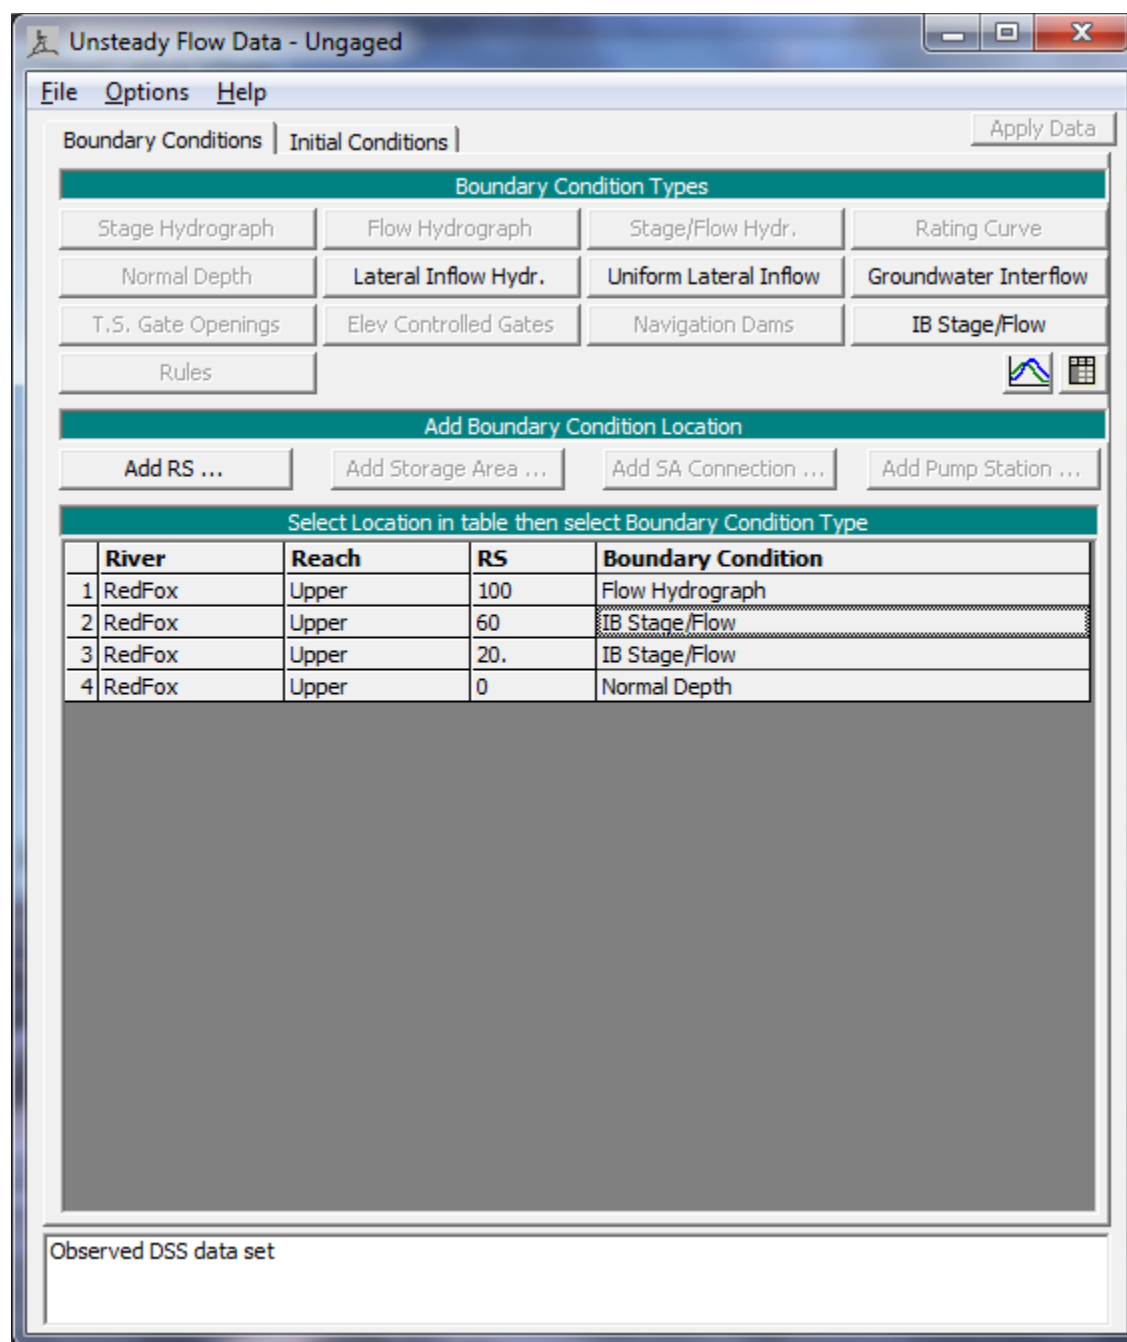 Unsteady Flow Data - Ungaged
File Options Help
Boundary Conditions Initial Conditions Apply Data
Boundary Condition Types
Stage Hydrograph Flow Hydrograph Stage/Flow Hydr. Rating Curve
Normal Depth Lateral Inflow Hydr. Uniform Lateral Inflow Groundwater Interflow
T.S. Gate Openings Elev Controlled Gates Navigation Dams IB Stage/Flow
Rules
Add Boundary Condition Location
Add RS ... Add Storage Area ... Add SA Connection ... Add Pump Station ...
Select Location in table then select Boundary Condition Type
River Reach RS Boundary Condition
1 RedFox Upper 100 Flow Hydrograph
2 RedFox Upper 60 IB Stage/Flow
3 RedFox Upper 20. IB Stage/Flow
4 RedFox Upper 0 Normal Depth
Observed DSS data set